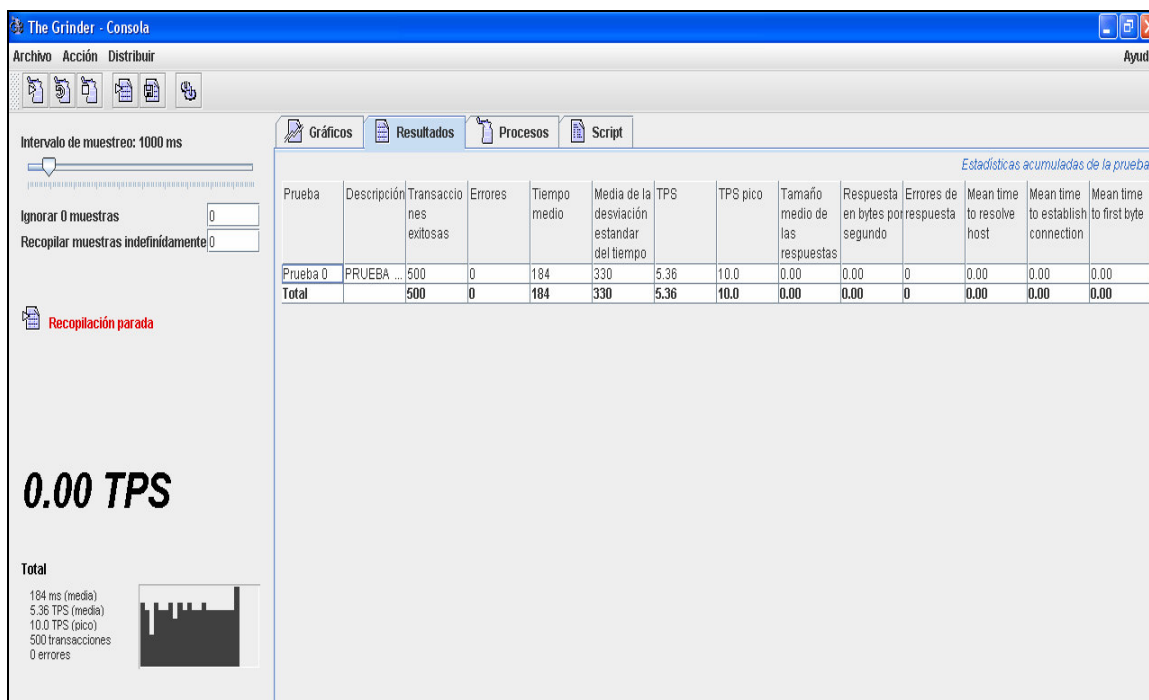 The Grinder - Consola
Archivo Acción Distribuir
Ayud
Intervalo de muestreo: 1000 ms
Ignorar 0 muestras 0
Recopilar muestras indefinídamente 0
Recopilación parada
0.00 TPS
Total
184 ms (media)
5.36 TPS (media)
10.0 TPS (pico)
500 transacciones
0 errores
Gráficos Resultados Procesos Script
Estadísticas acumuladas de la prueba
Prueba Descripción Transaccio Errores Tiempo Media de la TPS TPS pico Tamaño Respuesta Errores de Mean time Mean time Mean time
nes medio desviación medio de en bytes por respuesta to resolve to establish to first byte
exitosas estandar las segundo host connection
del tiempo respuestas
Prueba 0 PRUEBA ... 500 0 184 330 5.36 10.0 0.00 0.00 0 0.00 0.00 0.00
Total 500 0 184 330 5.36 10.0 0.00 0.00 0 0.00 0.00 0.00